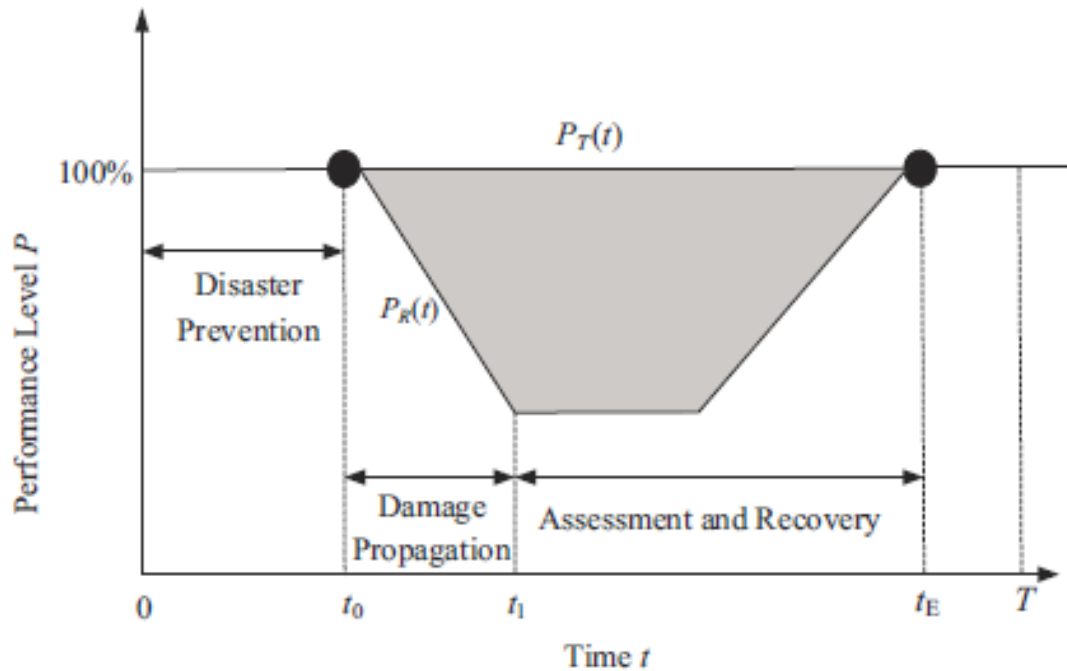 P_T(t)
100%
Performance Level P
Disaster
Prevention
P_R(t)
Damage
Propagation
Assessment and Recovery
0
t_0
t_1
t_E
T
Time t